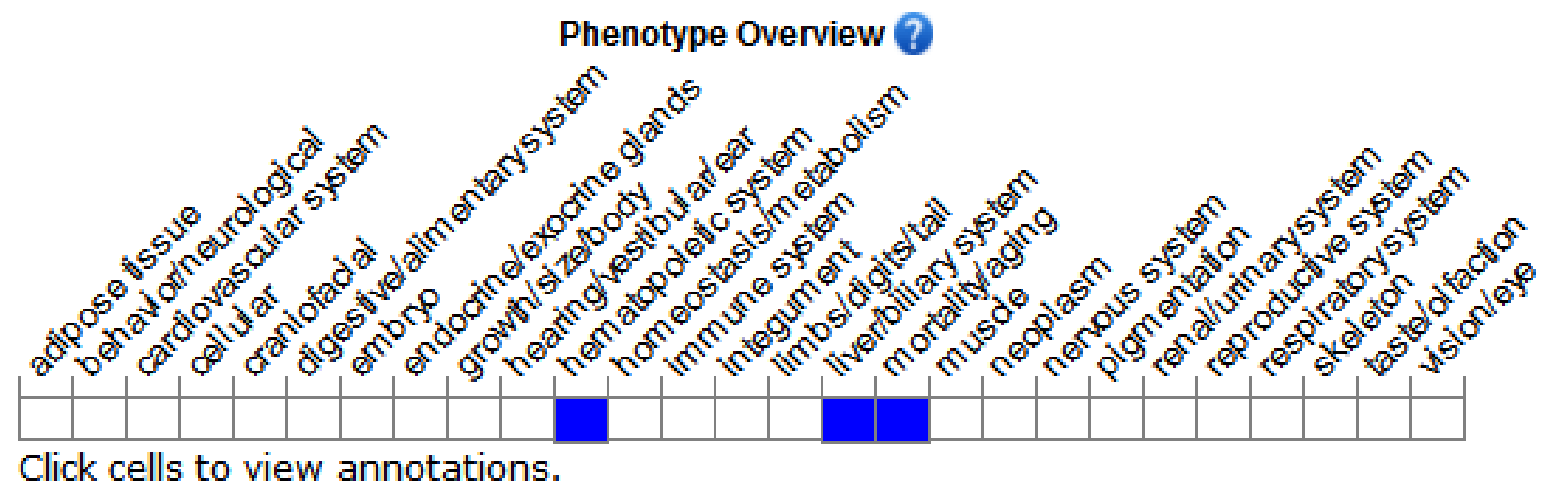 Phenotype Overview ?
adipose tissue
behavior/neurological
cardiovascular system
cellular
craniofacial
digestive/alimentary system
embryo
endocrine/exocrine glands
growth/size/body
hearing/vestibular/ear
hematopoietic system
homeostasis/metabolism
immune system
integument
limbs/digits/tail
liver/biliary system
mortality/aging
muscle
neoplasm
nervous system
pigmentation
renal/urinary system
reproductive system
respiratory system
skeleton
taste/olfaction
vision/eye
Click cells to view annotations.